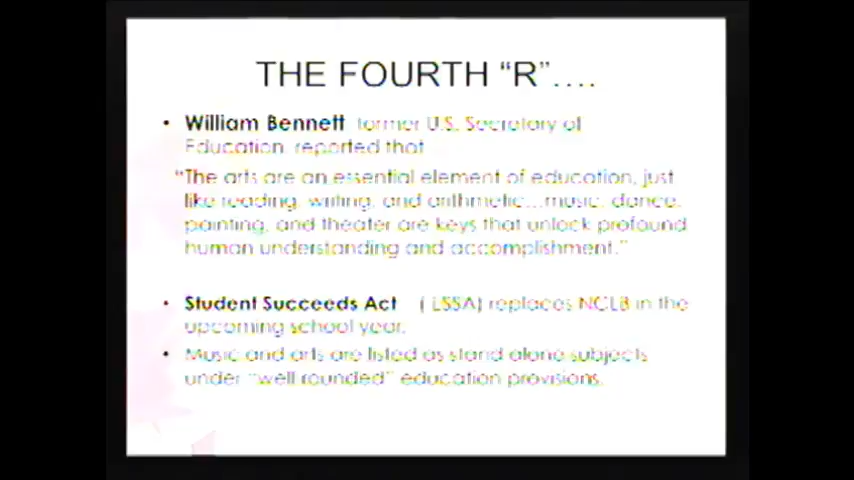 THE FOURTH “R”….
• William Bennett former U.S. Secretary of
Education reported that
“The arts are an essential element of education, just
like reading, writing, and arithmetic…music, dance,
painting, and theater are keys that unlock profound
human understanding and accomplishment.”
• Student Succeeds Act ( ESSA) replaces NCLB in the
upcoming school year.
• Music and arts are listed as stand alone subjects
under “well rounded” education provisions.